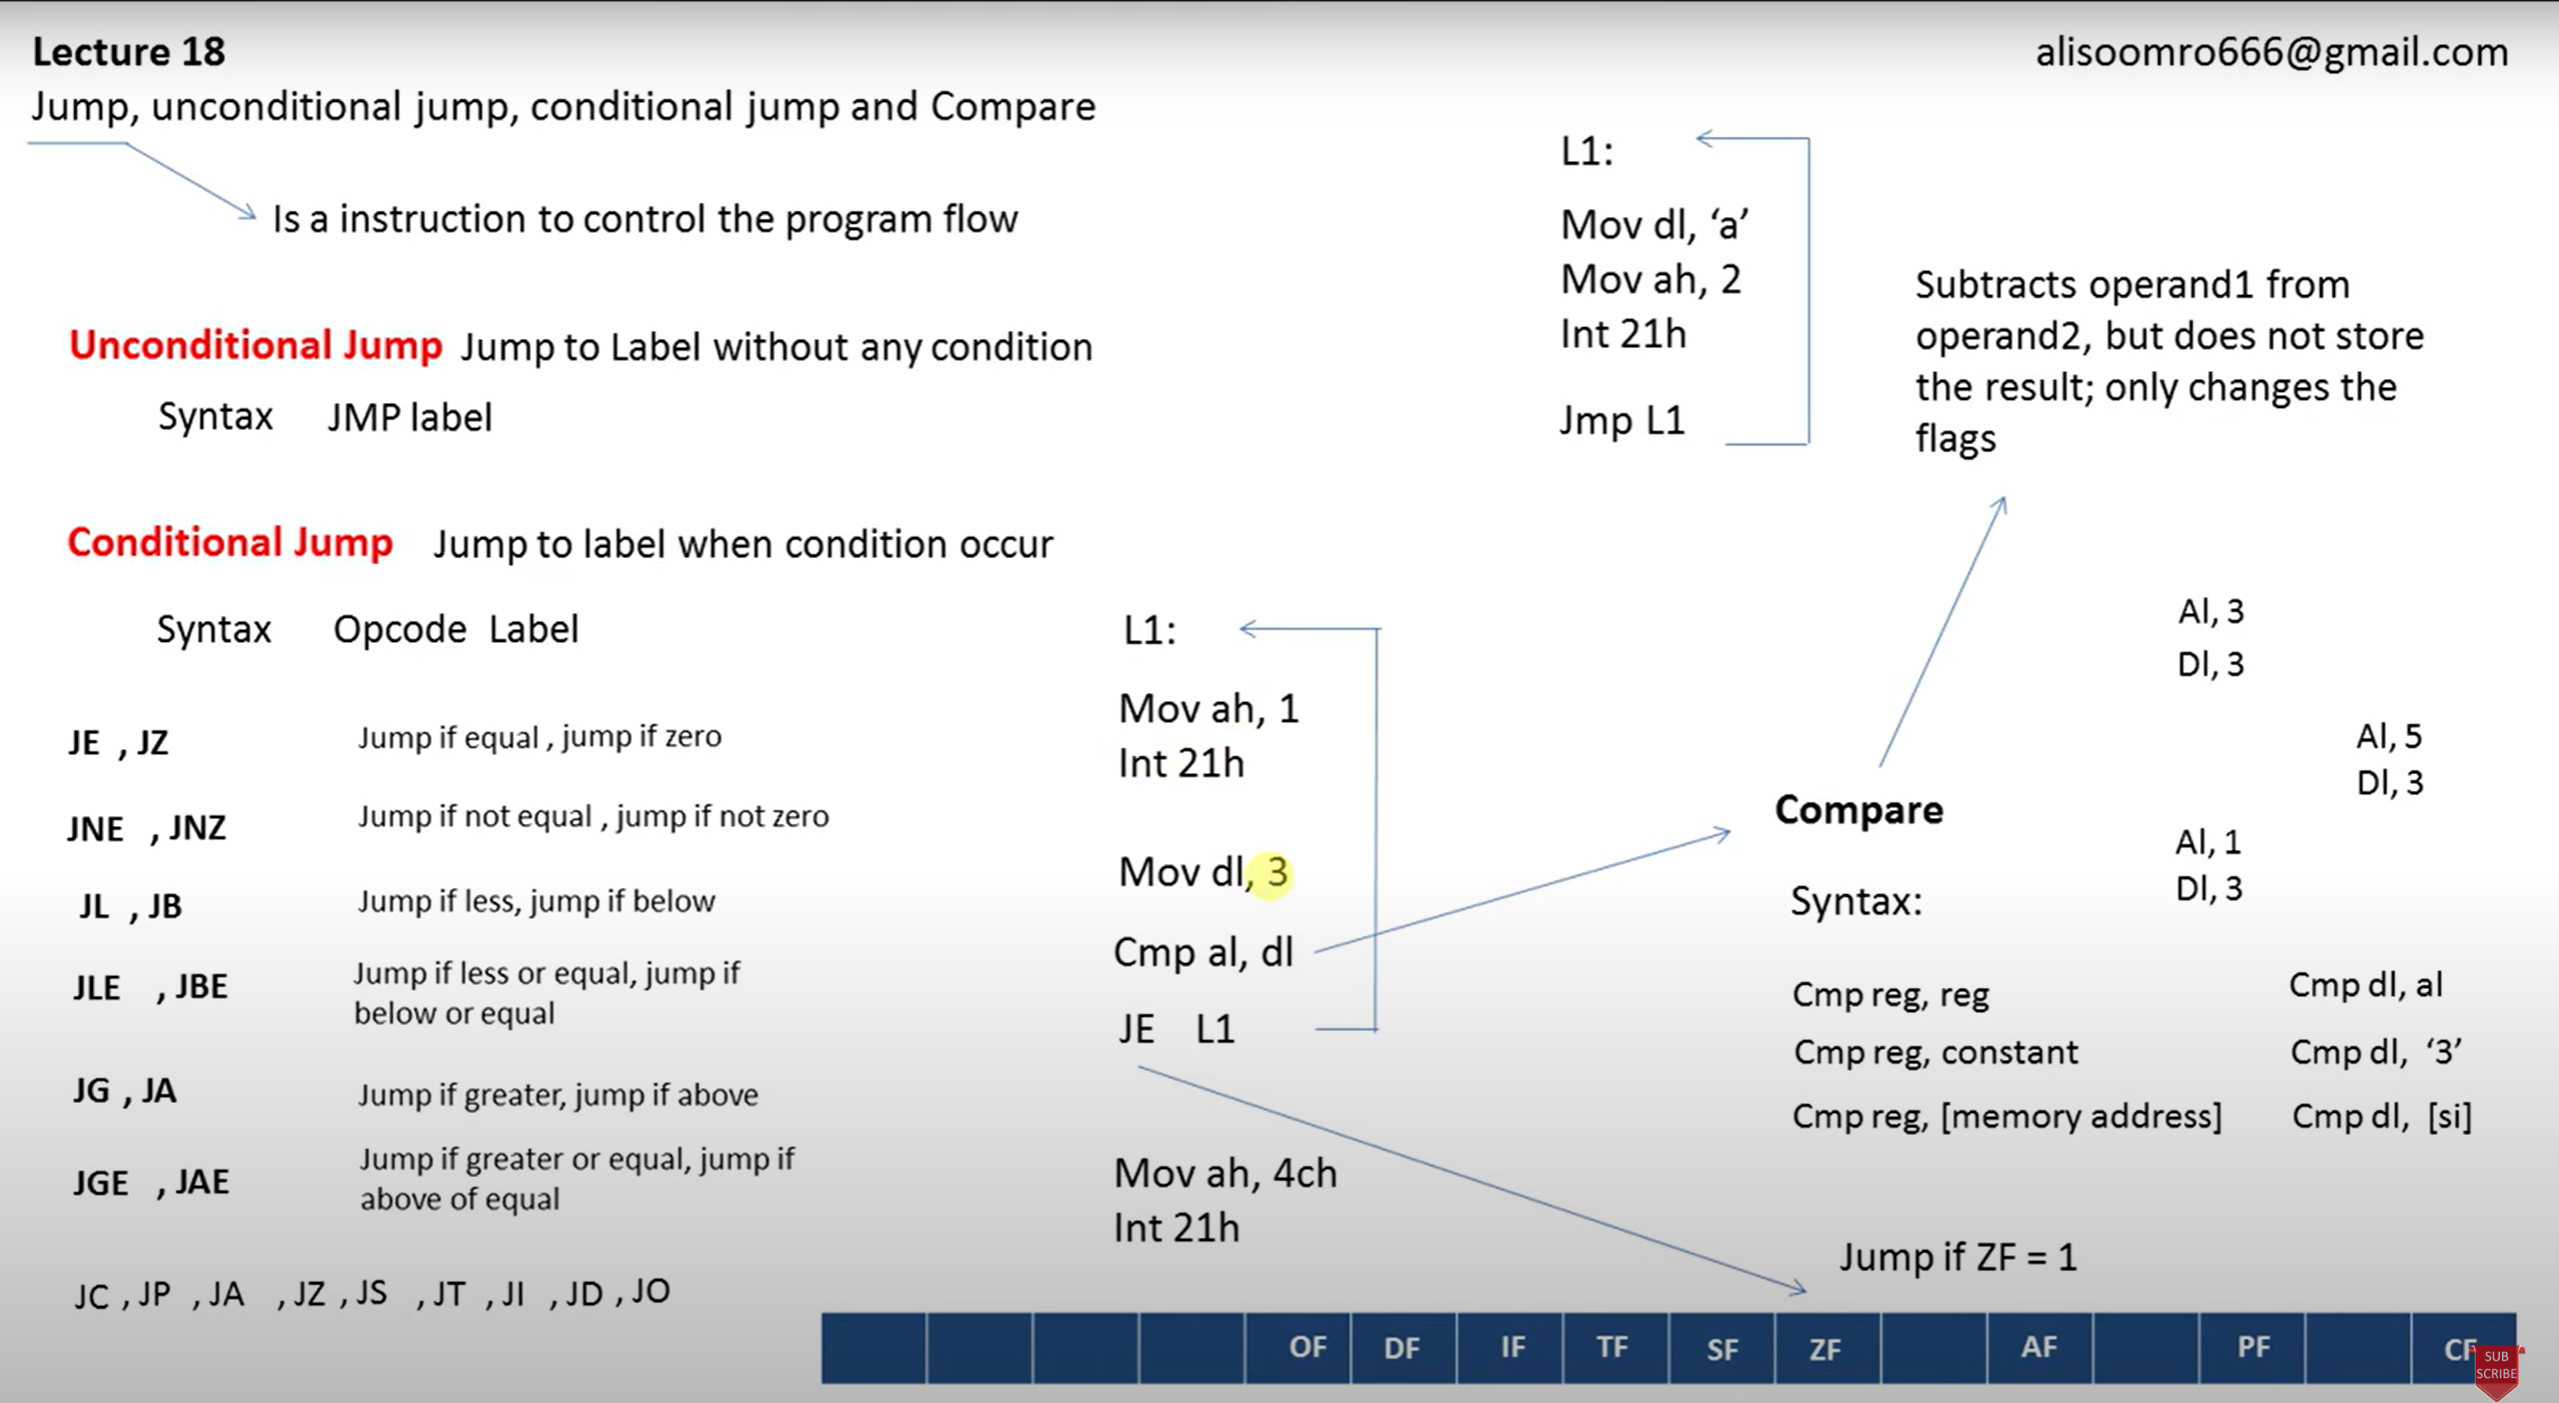 Lecture 18
alisoomro666@gmail.com
Jump, unconditional jump, conditional jump and Compare
Is a instruction to control the program flow
Unconditional Jump Jump to Label without any condition
Syntax JMP label
L1:
Mov dl, ‘a’
Mov ah, 2
Int 21h
Jmp L1
Subtracts operand1 from
operand2, but does not store
the result; only changes the
flags
Conditional Jump Jump to label when condition occur
Syntax Opcode Label
JE , JZ Jump if equal , jump if zero
JNE , JNZ Jump if not equal , jump if not zero
JL , JB Jump if less, jump if below
JLE , JBE Jump if less or equal, jump if
below or equal
JG , JA Jump if greater, jump if above
JGE , JAE Jump if greater or equal, jump if
above of equal
JC , JP , JA , JZ , JS , JT , JI , JD , JO
L1:
Mov ah, 1
Int 21h
Mov dl, 3
Cmp al, dl
JE L1
Mov ah, 4ch
Int 21h
Al, 3
Dl, 3
Al, 5
Dl, 3
Al, 1
Dl, 3
Compare
Syntax:
Cmp reg, reg Cmp dl, al
Cmp reg, constant Cmp dl, ‘3’
Cmp reg, [memory address] Cmp dl, [si]
Jump if ZF = 1
OF DF IF TF SF ZF AF PF CF
SUB
SCRIBE